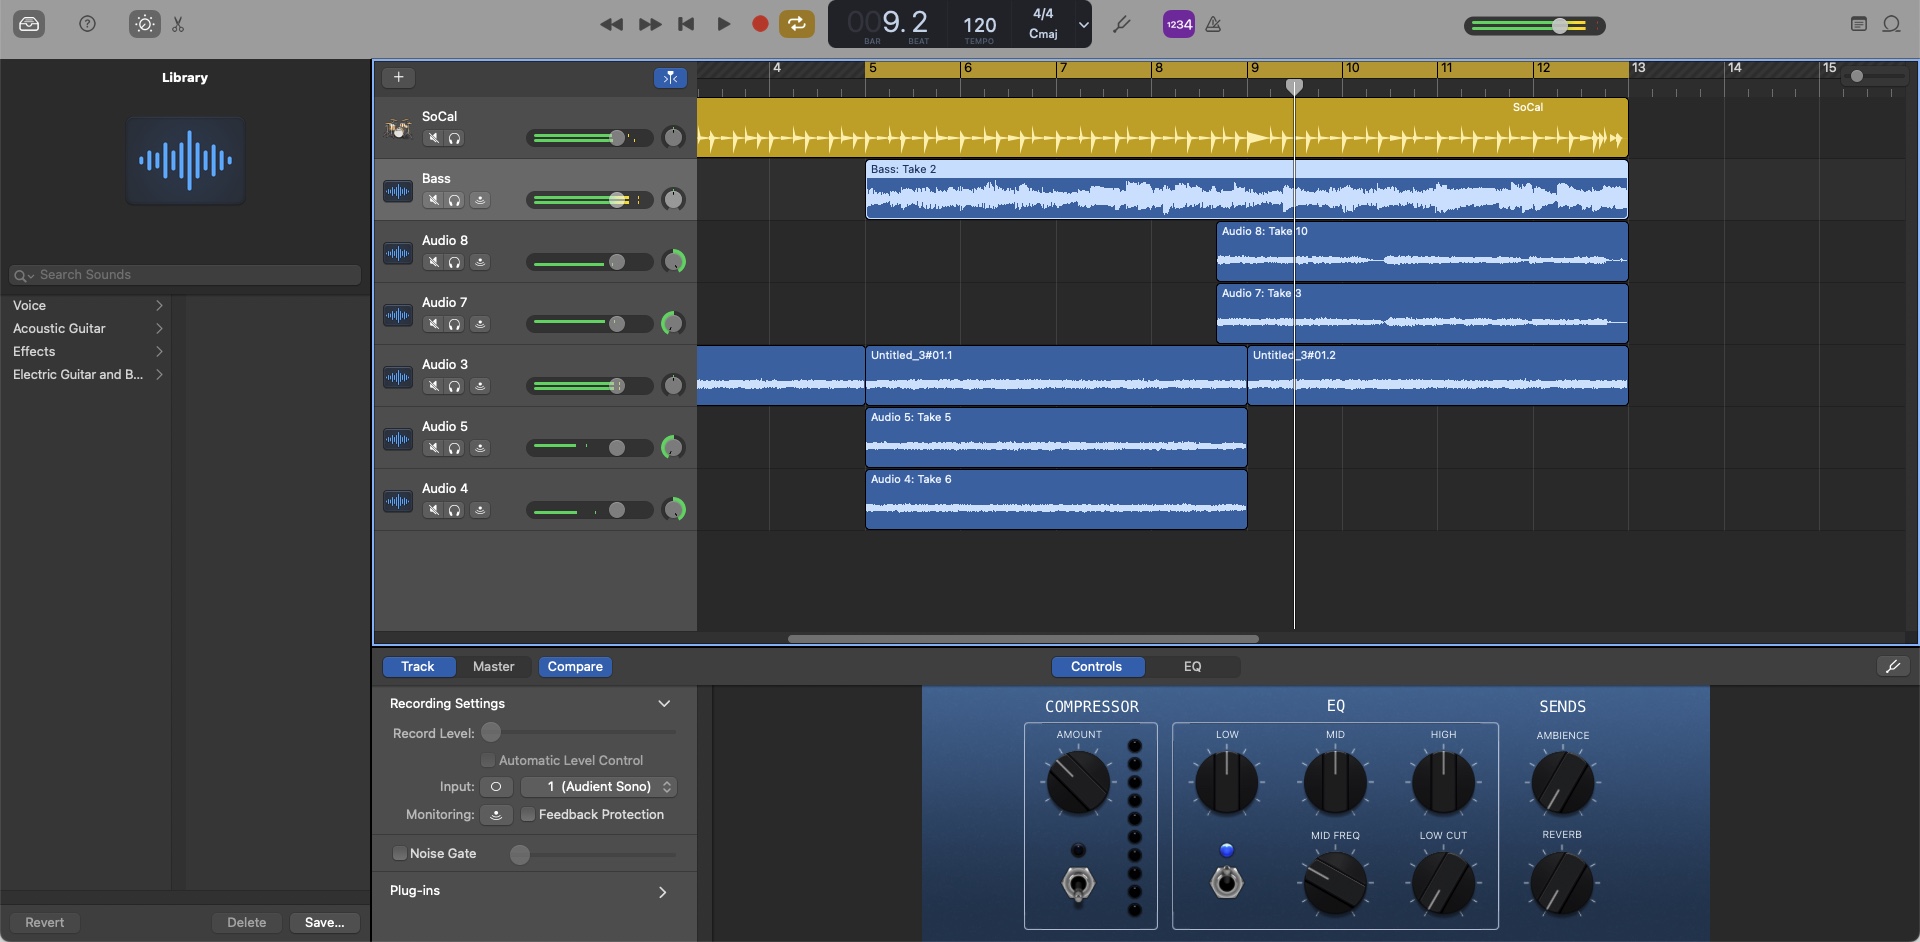 009.2
BAR
BEAT
120
TEMPO
4/4
Cmaj
1234
Library
Search Sounds
Voice
Acoustic Guitar
Effects
Electric Guitar and B...
Revert
Delete
Save...
+
4
5
6
7
8
9
10
11
12
13
14
15
SoCal
SoCal
Bass
Bass: Take 2
Audio 8
Audio 8: Take 10
Audio 7
Audio 7: Take 3
Audio 3
Untitled_3#01.1
Untitled_3#01.2
Audio 5
Audio 5: Take 5
Audio 4
Audio 4: Take 6
Track
Master
Compare
Controls
EQ
Recording Settings
Record Level:
Automatic Level Control
Input:
1 (Audient Sono)
Monitoring:
Feedback Protection
Noise Gate
Plug-ins
COMPRESSOR
AMOUNT
EQ
LOW
MID
HIGH
MID FREQ
LOW CUT
SENDS
AMBIENCE
REVERB